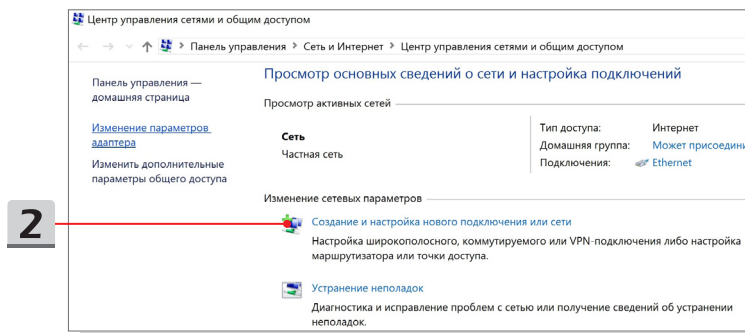 Центр управления сетями и общим доступом
Панель управления > Сеть и Интернет > Центр управления сетями и общим доступом
Панель управления —
домашняя страница
Изменение параметров
адаптера
Изменить дополнительные
параметры общего доступа
Просмотр основных сведений о сети и настройка подключений
Просмотр активных сетей
Сеть
Частная сеть
Тип доступа: Интернет
Домашняя группа: Может присоедини
Подключения: Ethernet
Изменение сетевых параметров
2
Создание и настройка нового подключения или сети
Настройка широкополосного, коммутируемого или VPN-подключения либо настройка
маршрутизатора или точки доступа.
Устранение неполадок
Диагностика и исправление проблем с сетью или получение сведений об устранении
неполадок.